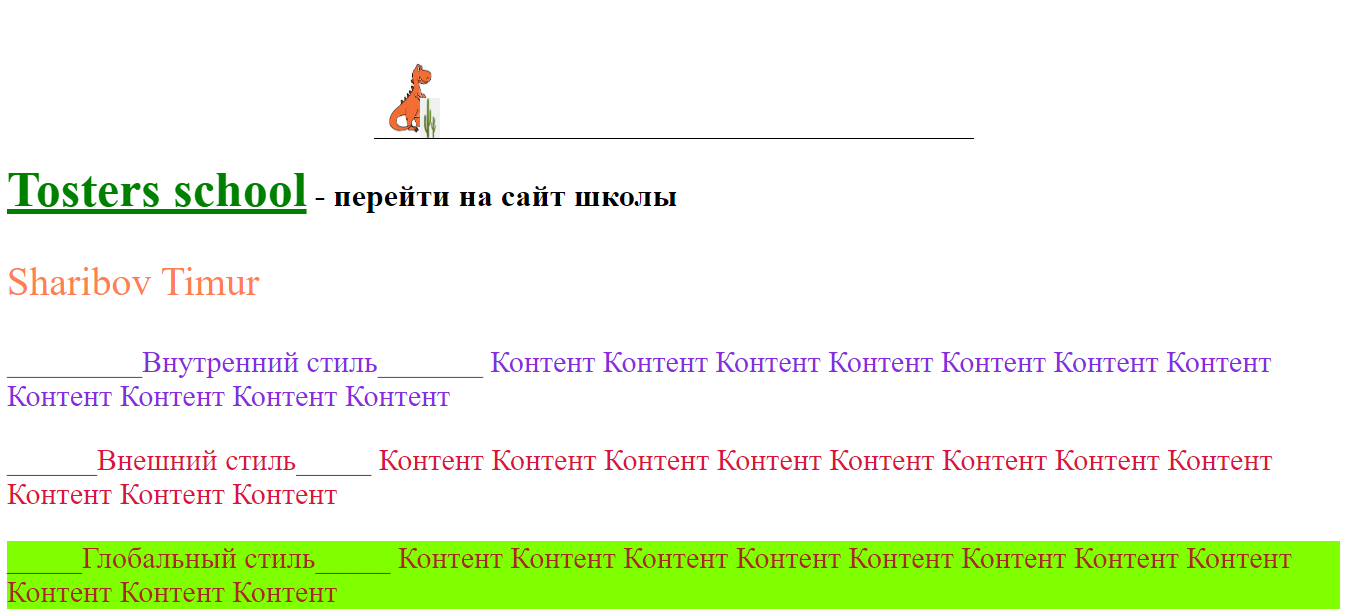 Tosters school - перейти на сайт школы
Sharibov Timur
_________Внутренний стиль_______ Контент Контент Контент Контент Контент Контент Контент
Контент Контент Контент Контент
______Внешний стиль_____ Контент Контент Контент Контент Контент Контент Контент Контент
Контент Контент Контент
_____Глобальный стиль_____ Контент Контент Контент Контент Контент Контент Контент Контент
Контент Контент Контент